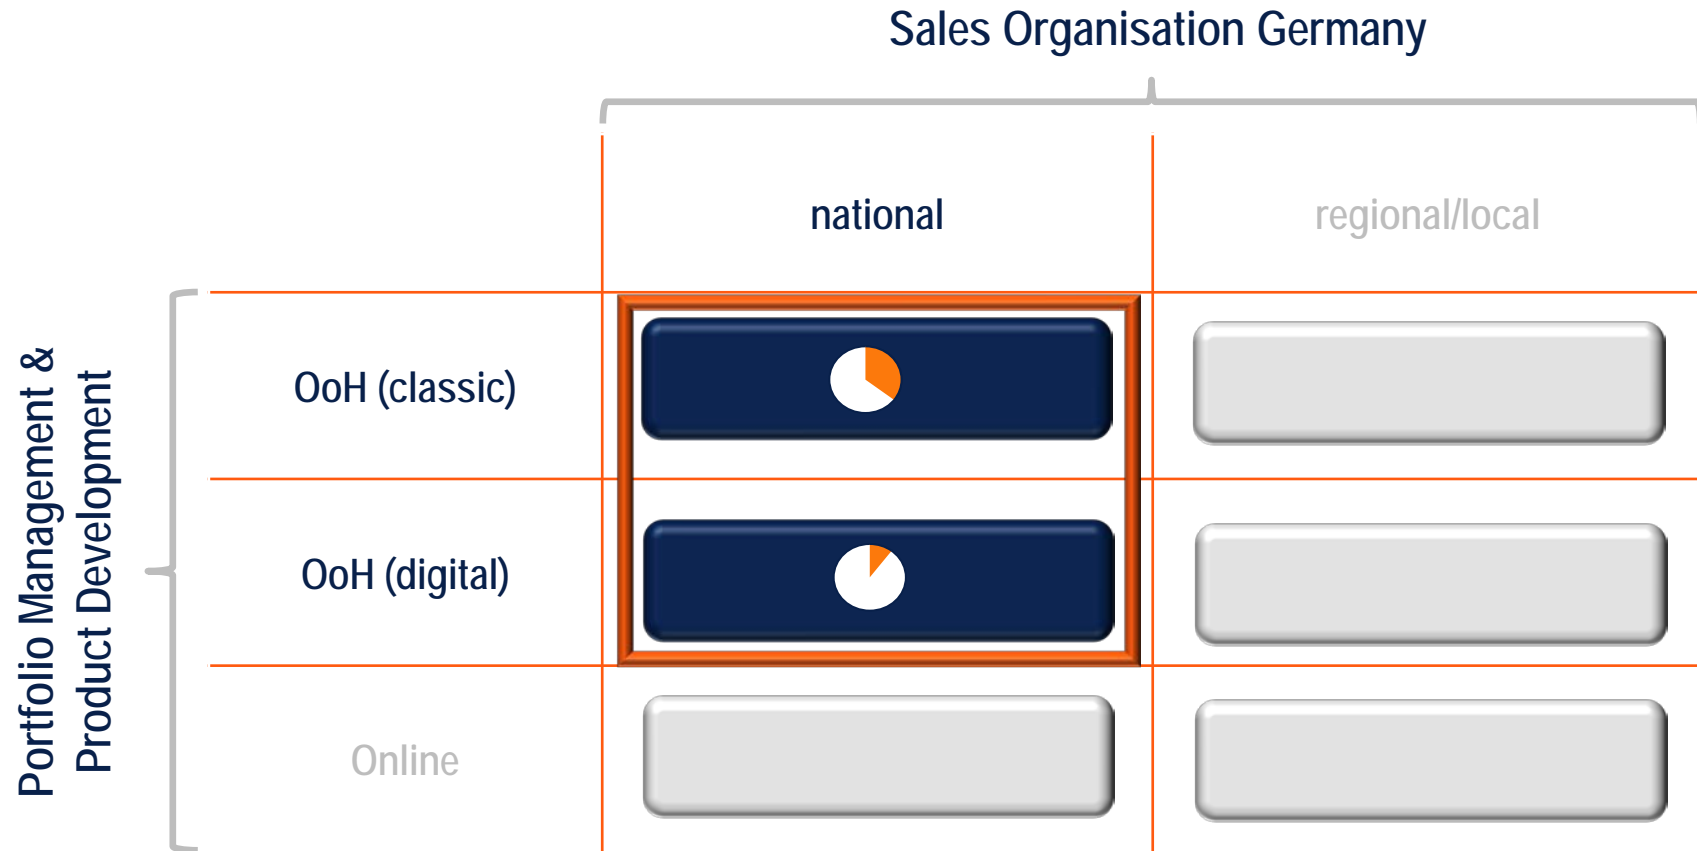 Sales Organisation Germany
national
regional/local
Portfolio Management &
Product Development
OoH (classic)
OoH (digital)
Online